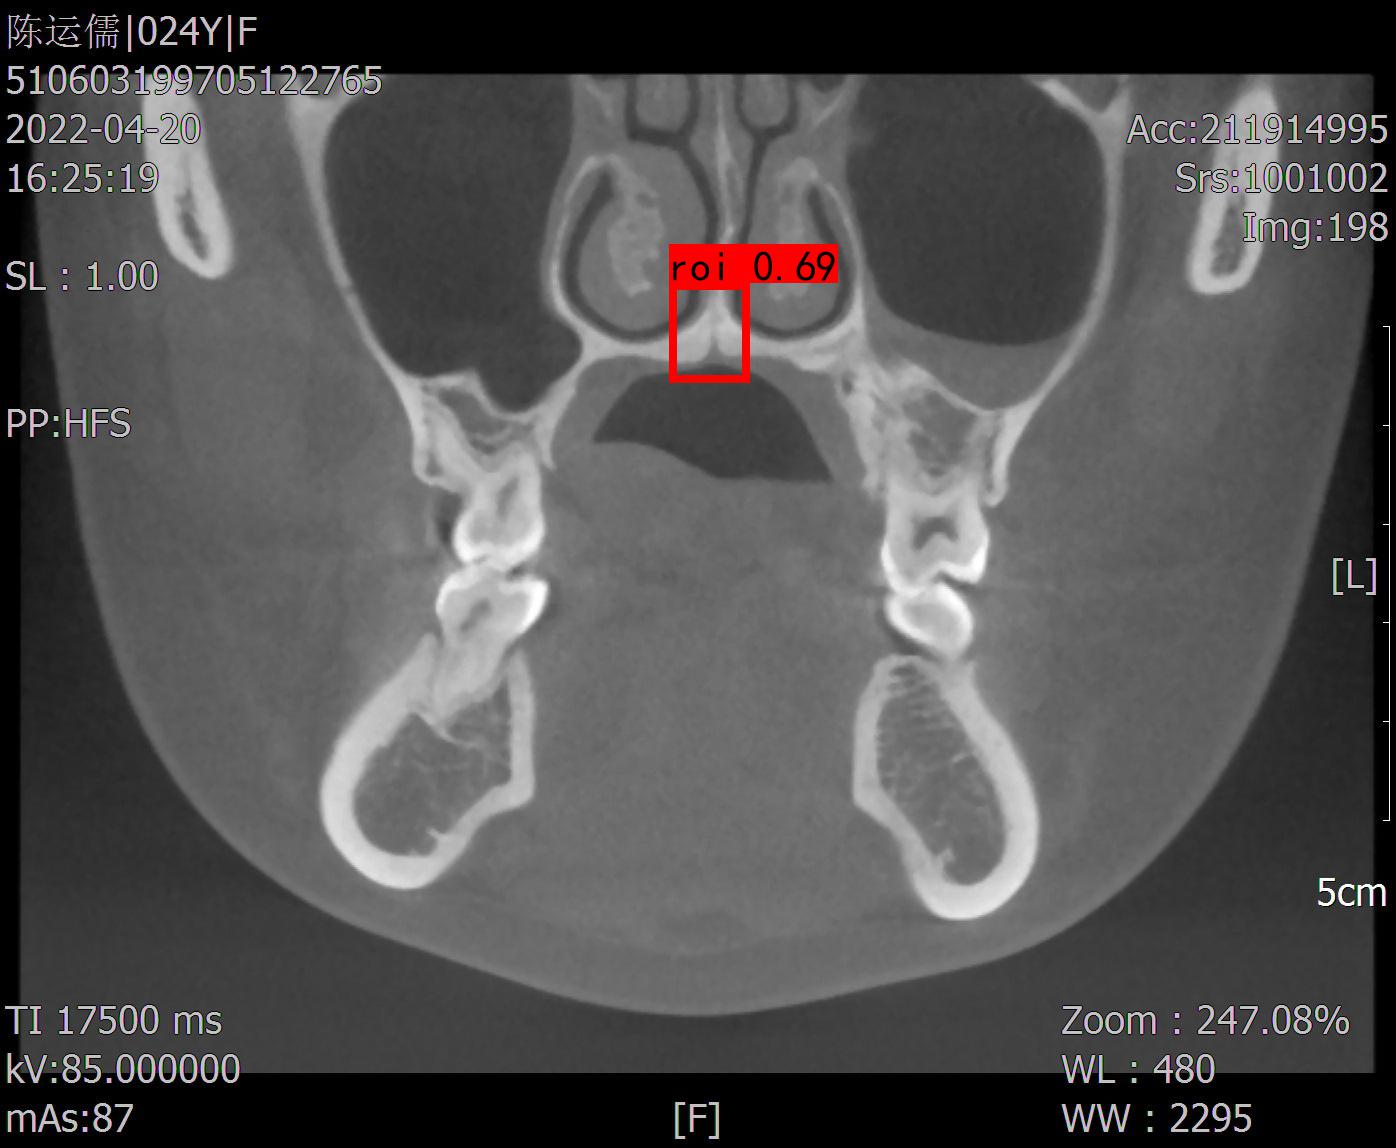 陈运儒|024Y|F
510603199705122765
2022-04-20
16:25:19
Acc:211914995
Srs:1001002
Img:198
SL : 1.00
roi 0.69
PP:HFS
[L]
5cm
TI 17500 ms
kV:85.000000
mAs:87
[F]
Zoom : 247.08%
WL : 480
WW : 2295